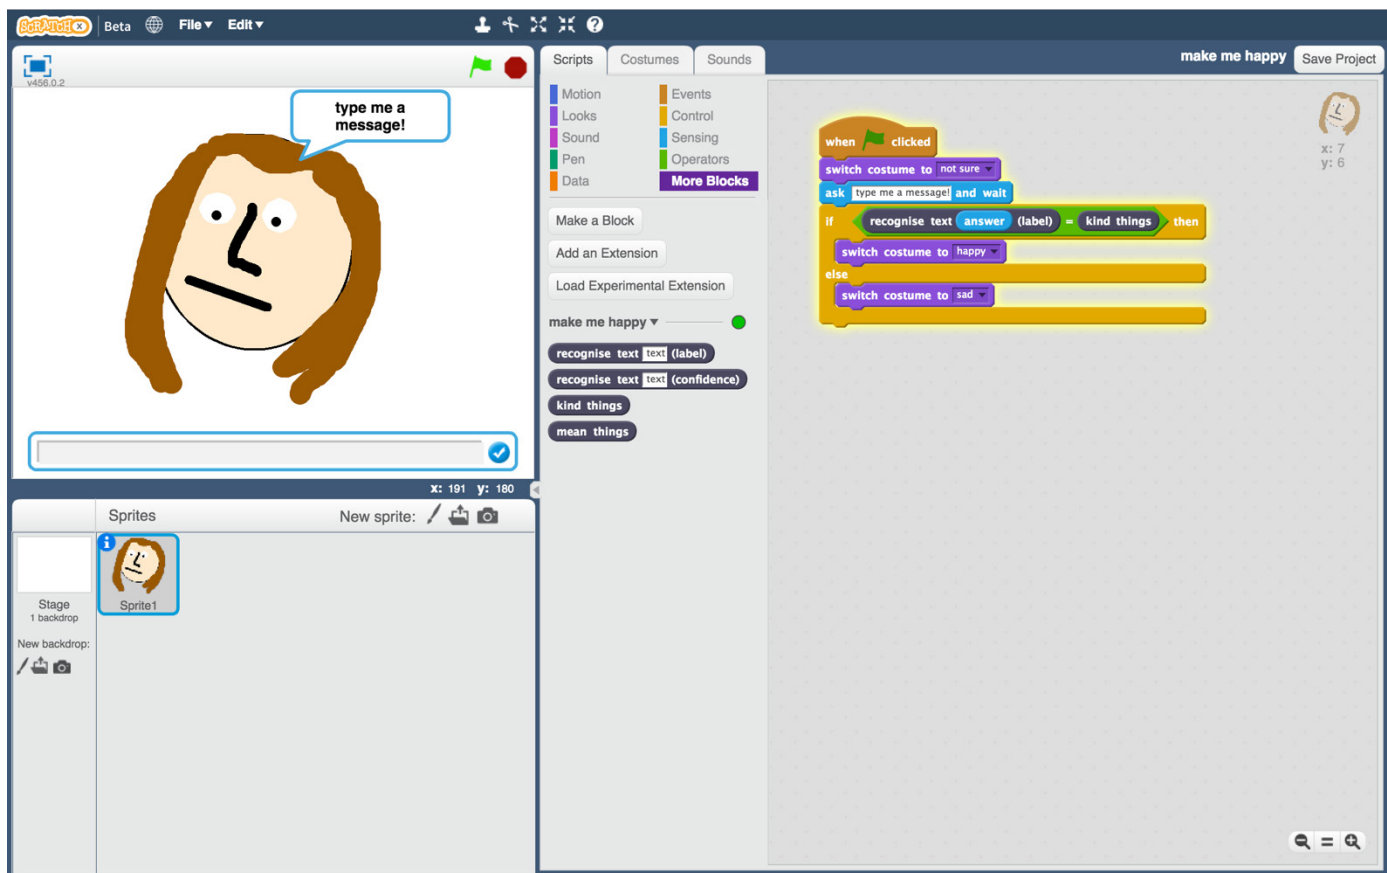 SCRATCHX Beta File Edit
make me happy Save Project
v456.0.2
type me a
message!
x: 191 y: 180
Sprites New sprite:
Stage
1 backdrop
New backdrop:
Sprite1
Scripts Costumes Sounds
Motion Events
Looks Control
Sound Sensing
Pen Operators
Data More Blocks
Make a Block
Add an Extension
Load Experimental Extension
make me happy
recognise text text (label)
recognise text text (confidence)
kind things
mean things
when clicked
switch costume to not sure
ask type me a message! and wait
if recognise text answer (label) = kind things then
switch costume to happy
else
switch costume to sad
x: 7
y: 6